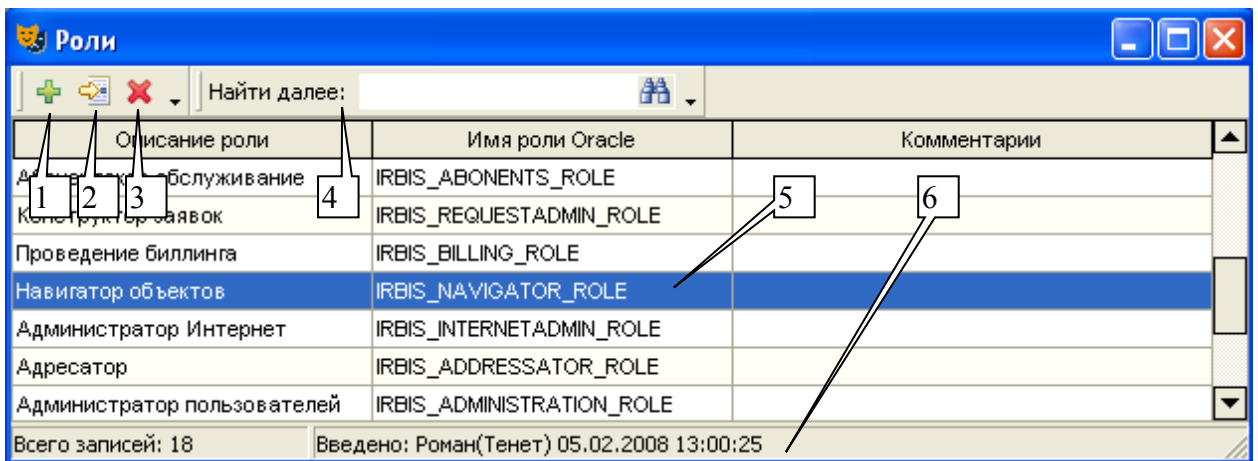 Роли
Найти далее:
Описание роли Имя роли Oracle Комментарии
1 2 3 4 5 6
обслуживание IRBIS_ABONENTS_ROLE
Конструктор заявок IRBIS_REQUESTADMIN_ROLE
Проведение биллинга IRBIS_BILLING_ROLE
Навигатор объектов IRBIS_NAVIGATOR_ROLE
Администратор Интернет IRBIS_INTERNETADMIN_ROLE
Адресатор IRBIS_ADDRESSATOR_ROLE
Администратор пользователей IRBIS_ADMINISTRATION_ROLE
Всего записей: 18 Введено: Роман(Тенет) 05.02.2008 13:00:25